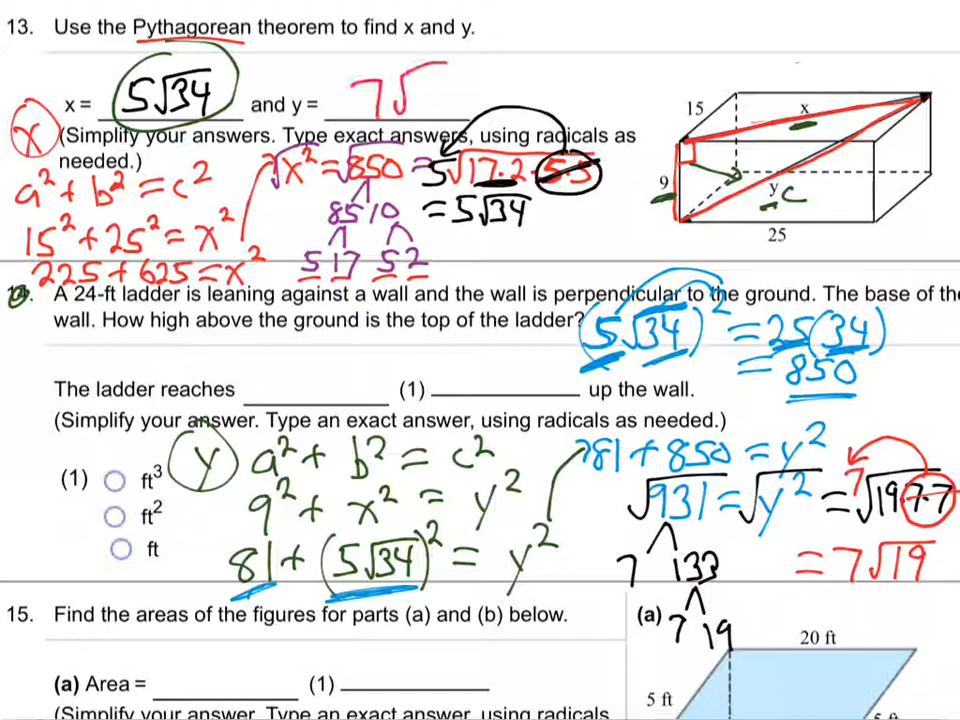 13. Use the Pythagorean theorem to find x and y.
x = 5√34 and y = 7√
(Simplify your answers. Type exact answers, using radicals as
needed.)
x
a² + b² = c²
15² + 25² = x²
225 + 625 = x²
√x² = √850 = 5√17·2·5·5
85 10
5 17 5 2
= 5√34
15
x
9
y c
25
14. A 24-ft ladder is leaning against a wall and the wall is perpendicular to the ground. The base of the
wall. How high above the ground is the top of the ladder?
(5√34)² = 25(34)
= 850
The ladder reaches (1) up the wall.
(Simplify your answer. Type an exact answer, using radicals as needed.)
(1) ft³
ft²
ft
y
a² + b² = c²
9² + x² = y²
81 + (5√34)² = y²
81 + 850 = y²
√931 = √y² = 7√19·7·7
7 133
7 19
= 7√19
15. Find the areas of the figures for parts (a) and (b) below.
(a)
20 ft
5 ft
(a) Area = (1)
(Simplify your answer. Type an exact answer, using radicals